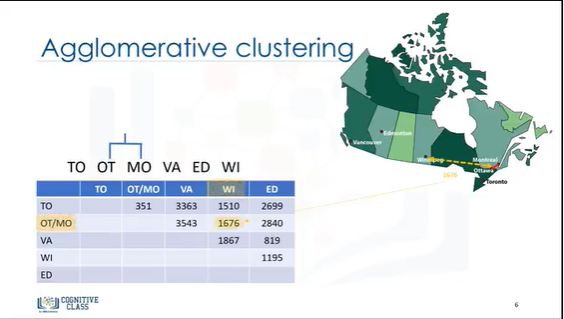 Agglomerative clustering
TO OT MO VA ED WI
TO OT/MO VA WI ED
TO 351 3363 1510 2699
OT/MO 3543 1676 2840
VA 1867 819
WI 1195
ED
Edmonton
Vancouver
Winnipeg Montreal
Ottawa
1676
Toronto
COGNITIVE
CLASS
6